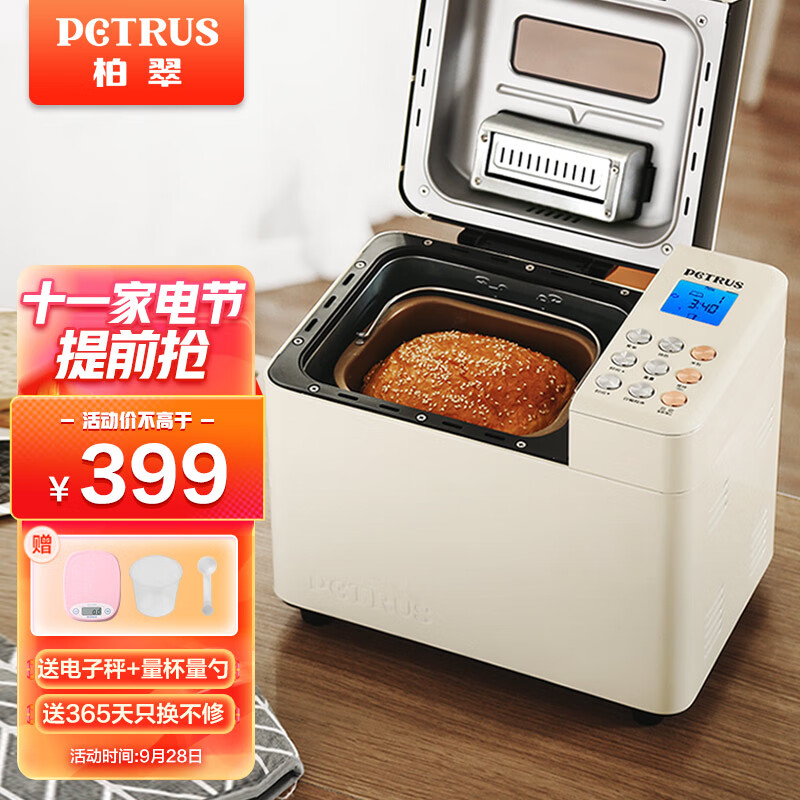 PETRUS
柏翠
十一家电节
提前抢
活动价不高于
¥399
赠
送电子秤+量杯量勺
送365天只换不修
活动时间:9月28日
PETRUS
1
3:40
PETRUS